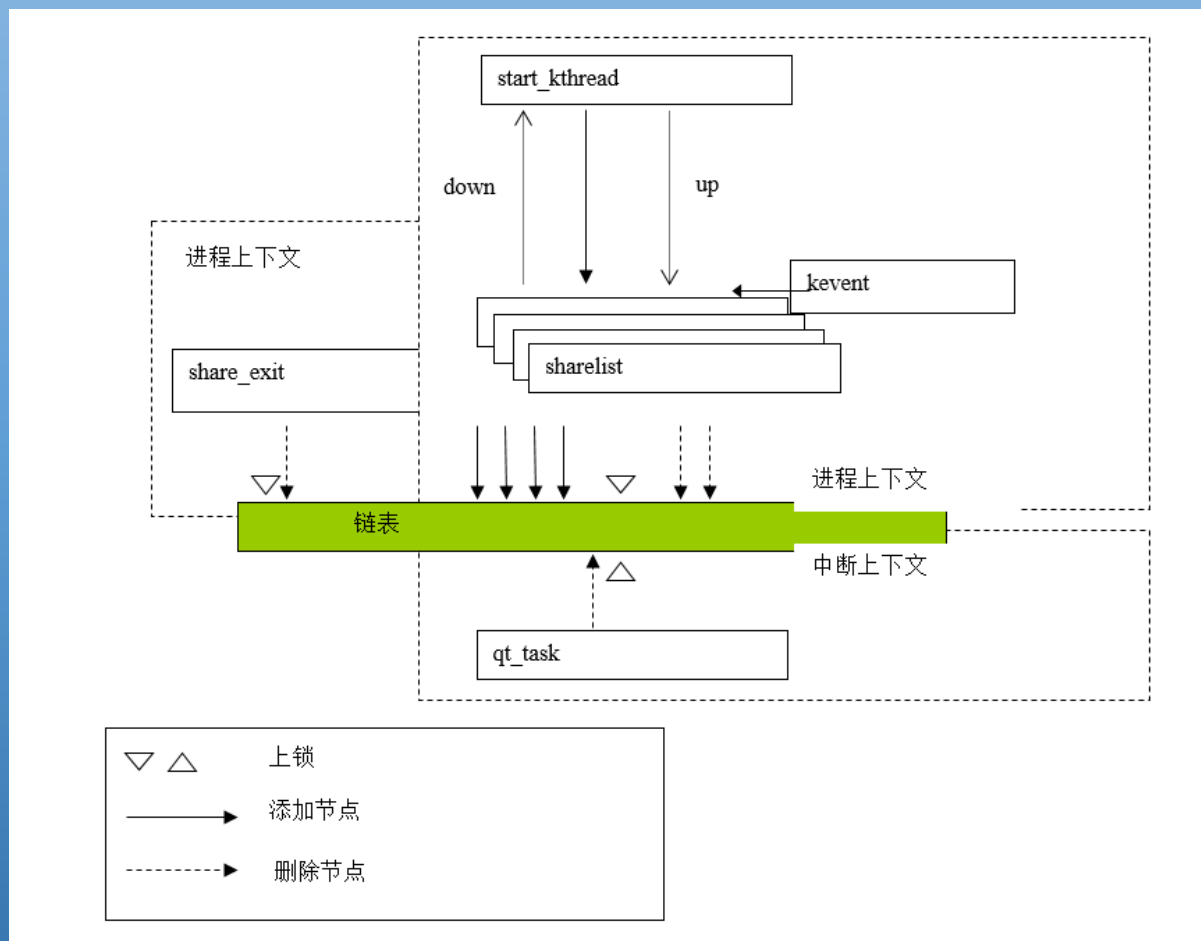 start_kthread
down
up
进程上下文
kevent
share_exit
sharelist
进程上下文
链表
中断上下文
qt_task
上锁
添加节点
删除节点